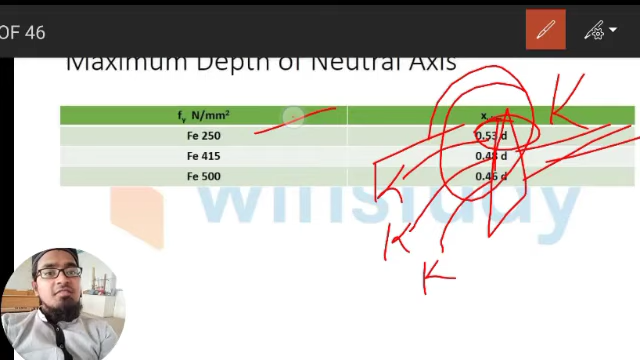 OF 46
Maximum Depth of Neutral Axis
fy N/mm²
Fe 250 0.53 d
Fe 415 0.48 d
Fe 500 0.46 d
K
K
K
K
winstudy